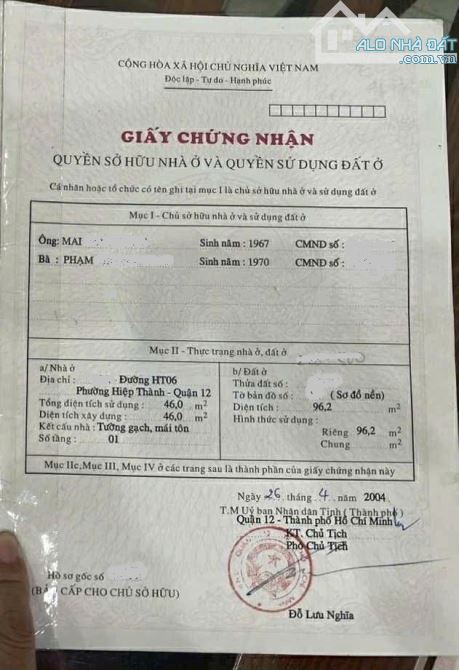 ALO NHÀ ĐẤT
.com.vn
CỘNG HÒA XÃ HỘI CHỦ NGHĨA VIỆT NAM
Độc lập - Tự do - Hạnh phúc
GIẤY CHỨNG NHẬN
QUYỀN SỞ HỮU NHÀ Ở VÀ QUYỀN SỬ DỤNG ĐẤT Ở
Cá nhân hoặc tổ chức có tên ghi tại mục I là chủ sở hữu nhà ở và sử dụng đất ở
Mục I - Chủ sở hữu nhà ở và sử dụng đất ở
Ông: MAI Sinh năm : 1967 CMND số :
Bà : PHẠM Sinh năm : 1970 CMND số :
Mục II - Thực trạng nhà ở, đất ở
a/ Nhà ở
Địa chỉ : Đường HT06
Phường Hiệp Thành - Quận 12
Tổng diện tích sử dụng : 46,0 m2
Diện tích xây dựng : 46,0 m2
Kết cấu nhà : Tường gạch, mái tôn
Số tầng : 01
b/ Đất ở
Thửa đất số :
Tờ bản đồ số : (Sơ đồ nền)
Diện tích : 96,2 m2
Hình thức sử dụng :
Riêng 96,2 m2
Chung m2
Mục IIc, Mục III, Mục IV ở các trang sau là thành phần của giấy chứng nhận này
Ngày 26 tháng 4 năm 2004
T.M Uỷ ban Nhân dân Tỉnh ( Thành phố )
Quận 12 - Thành phố Hồ Chí Minh
KT. Chủ Tịch
Phó Chủ Tịch
Hồ sơ gốc số
(BẢN CẤP CHO CHỦ SỞ HỮU)
Đỗ Lưu Nghĩa